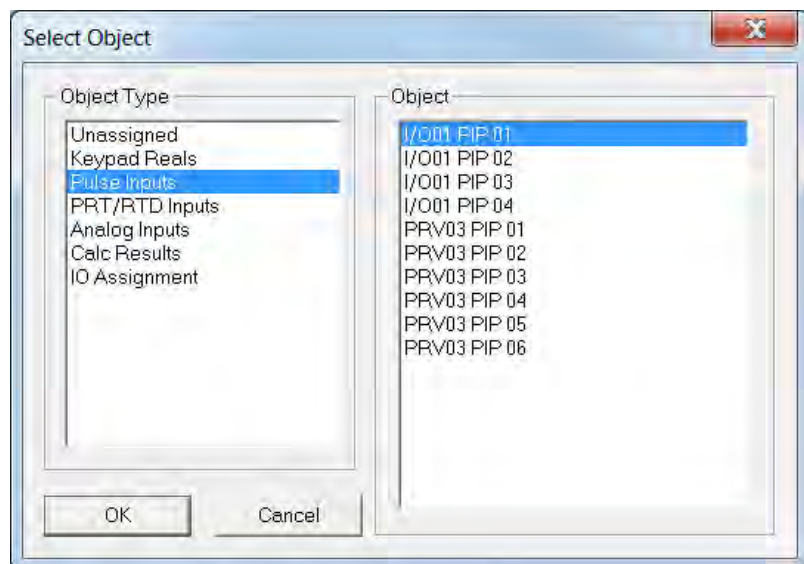 Select Object
Object Type
Unassigned
Keypad Reals
Pulse Inputs
PRT/RTD Inputs
Analog Inputs
Calc Results
IO Assignment
Object
I/O01 PIP 01
I/O01 PIP 02
I/O01 PIP 03
I/O01 PIP 04
PRV03 PIP 01
PRV03 PIP 02
PRV03 PIP 03
PRV03 PIP 04
PRV03 PIP 05
PRV03 PIP 06
OK
Cancel